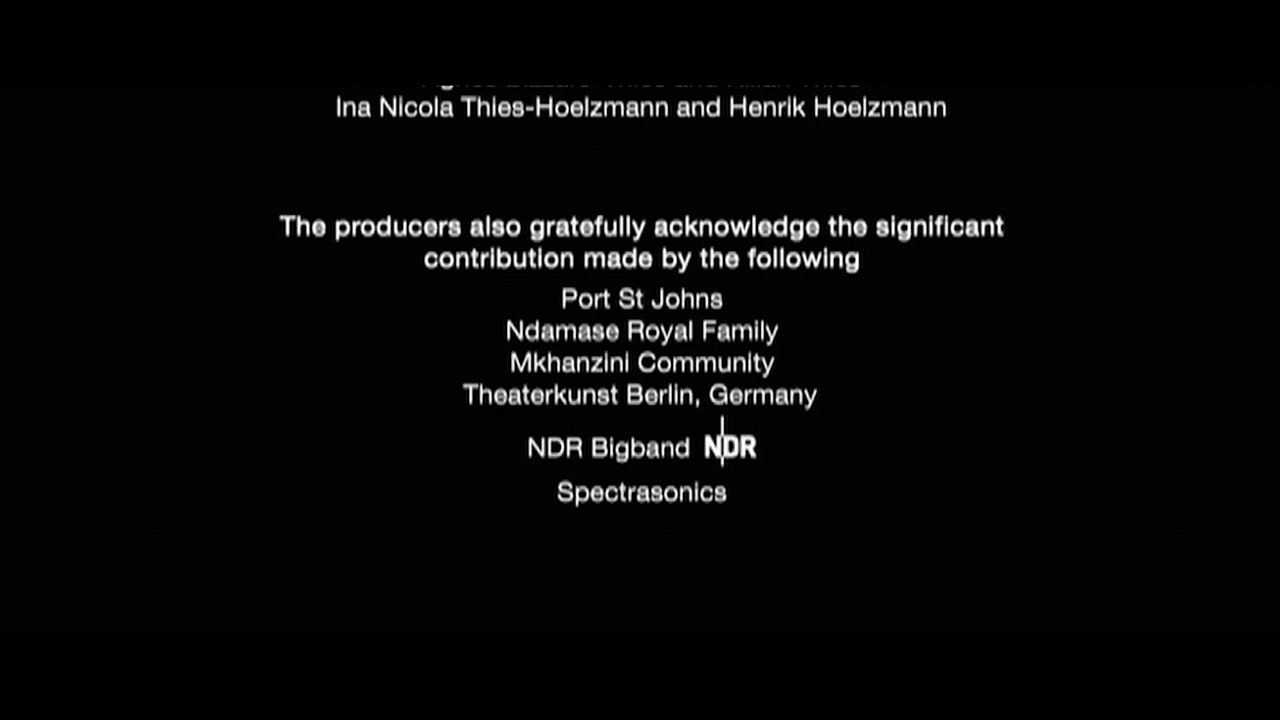 Ina Nicola Thies-Hoelzmann and Henrik Hoelzmann
The producers also gratefully acknowledge the significant
contribution made by the following
Port St Johns
Ndamase Royal Family
Mkhanzini Community
Theaterkunst Berlin, Germany
NDR Bigband NDR
Spectrasonics